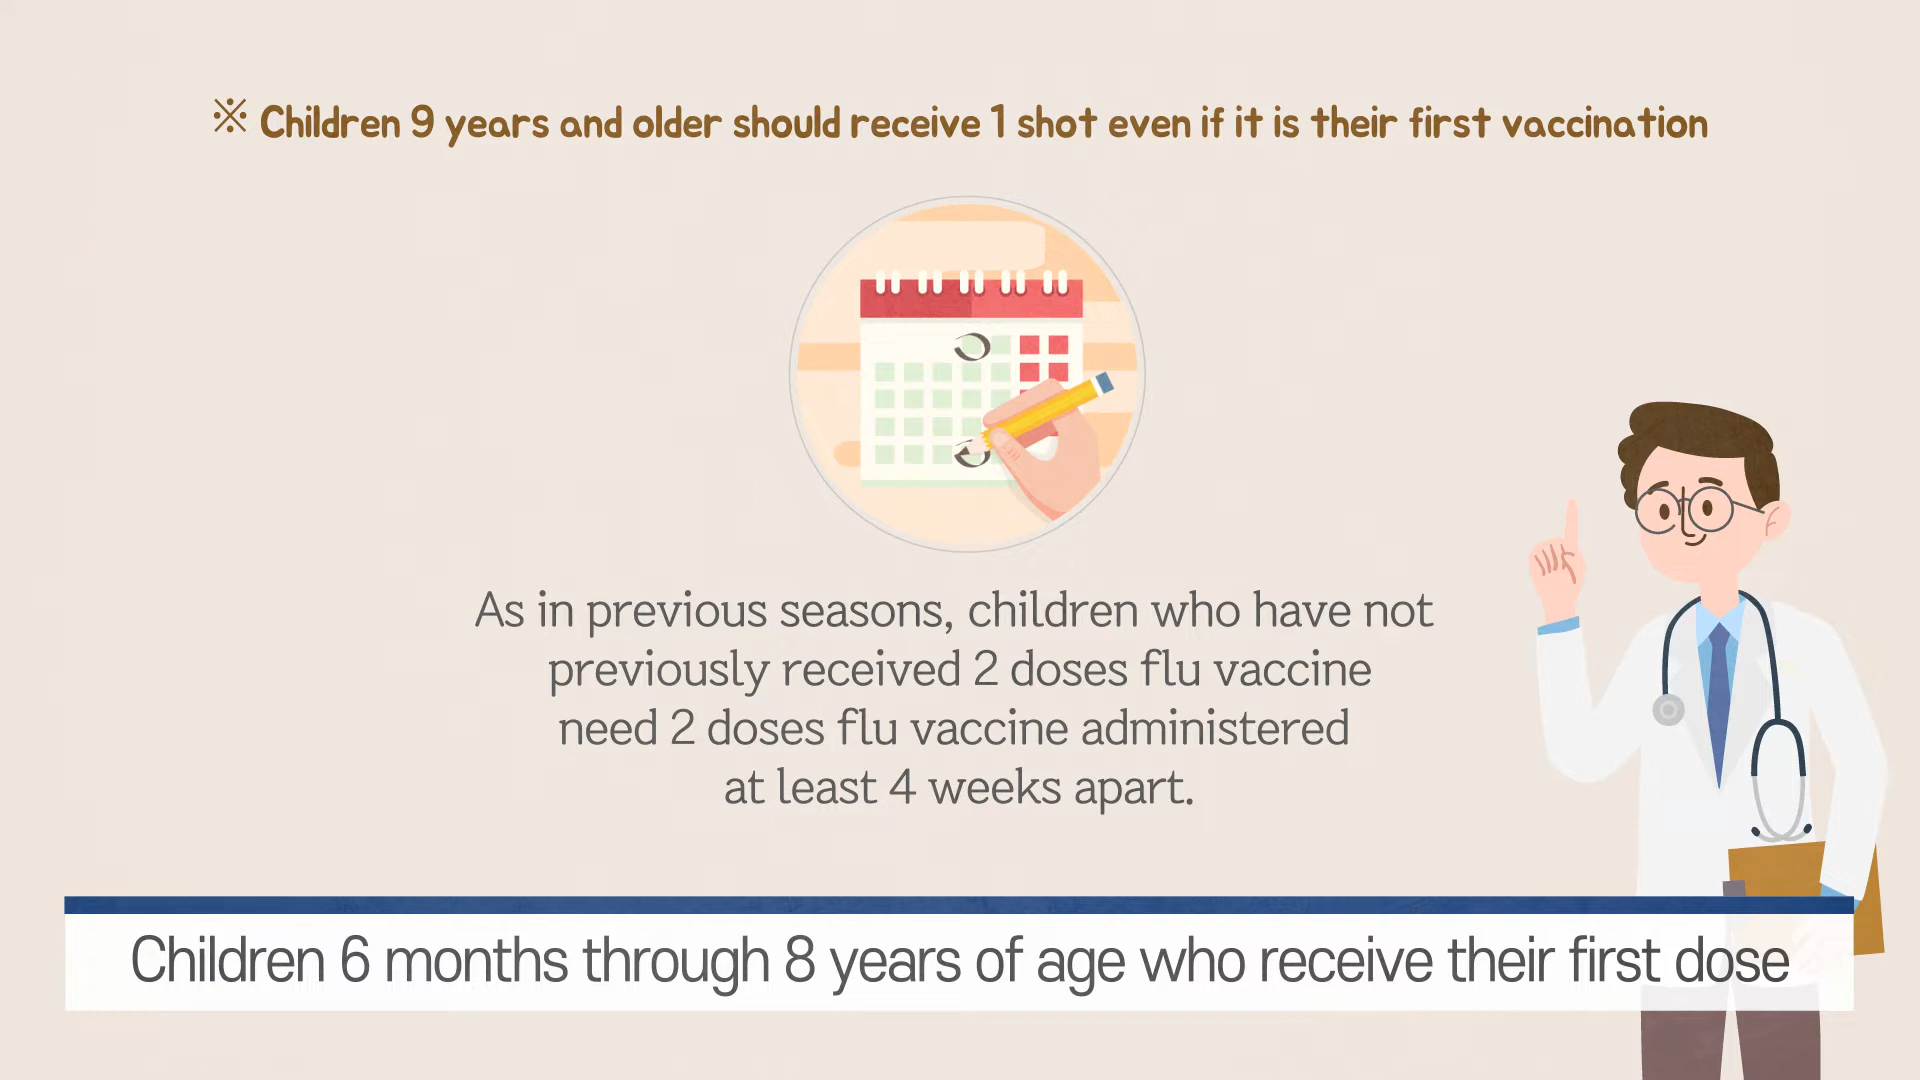 ※ Children 9 years and older should receive 1 shot even if it is their first vaccination
As in previous seasons, children who have not
previously received 2 doses flu vaccine
need 2 doses flu vaccine administered
at least 4 weeks apart.
Children 6 months through 8 years of age who receive their first dose